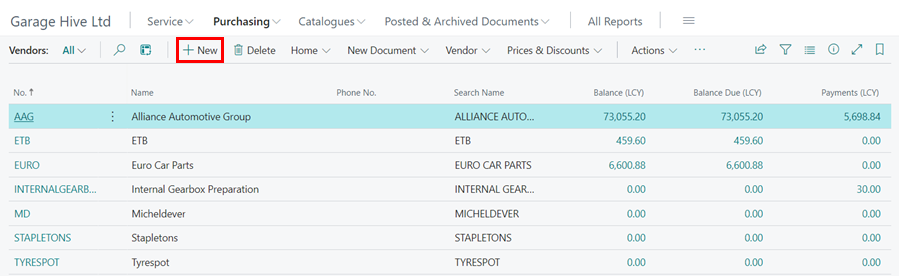 Garage Hive Ltd Service Purchasing Catalogues Posted & Archived Documents All Reports
Vendors: All New Delete Home New Document Vendor Prices & Discounts Actions ...
No. ↑ Name Phone No. Search Name Balance (LCY) Balance Due (LCY) Payments (LCY)
AAG Alliance Automotive Group ALLIANCE AUTO... 73,055.20 73,055.20 5,698.84
ETB ETB ETB 459.60 459.60 0.00
EURO Euro Car Parts EURO CAR PARTS 6,600.88 6,600.88 0.00
INTERNALGEARB... Internal Gearbox Preparation INTERNAL GEAR... 0.00 0.00 30.00
MD Micheldever MICHELDEVER 0.00 0.00 0.00
STAPLETONS Stapletons STAPLETONS 0.00 0.00 0.00
TYRESPOT Tyrespot TYRESPOT 0.00 0.00 0.00